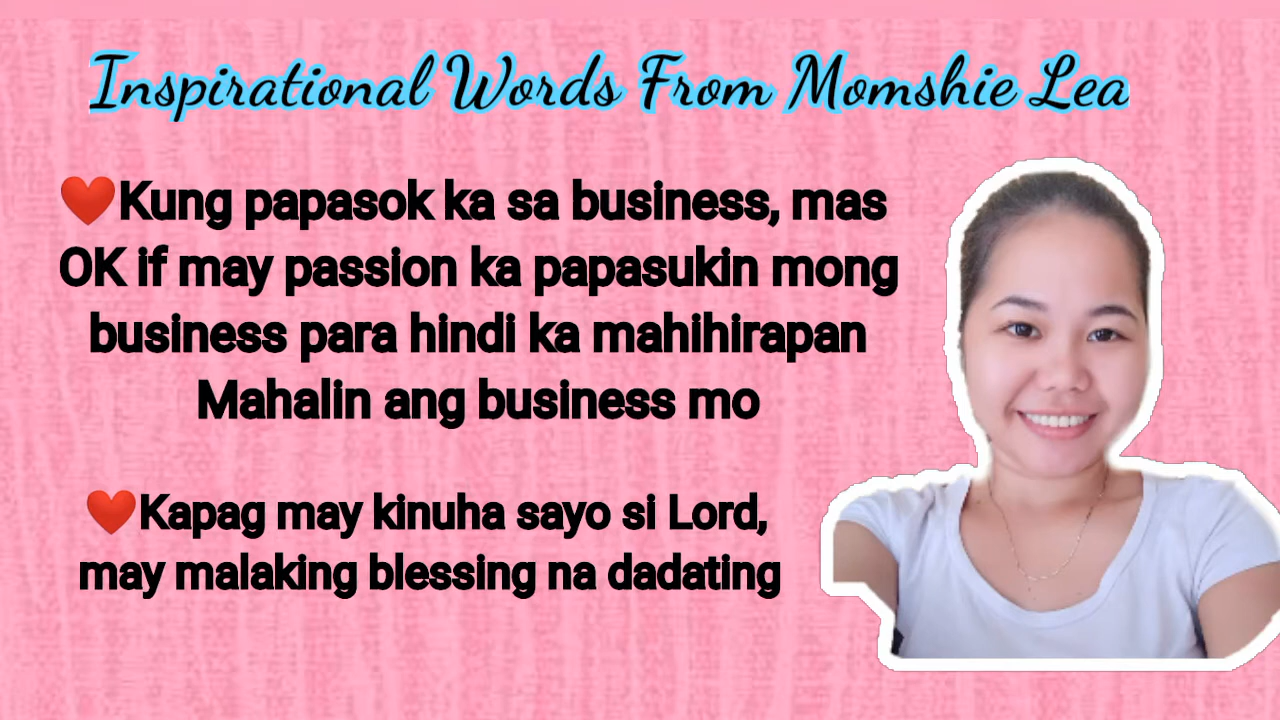 Inspirational Words From Momshie Lea
❤️Kung papasok ka sa business, mas
OK if may passion ka papasukin mong
business para hindi ka mahihirapan
Mahalin ang business mo
❤️Kapag may kinuha sayo si Lord,
may malaking blessing na dadating